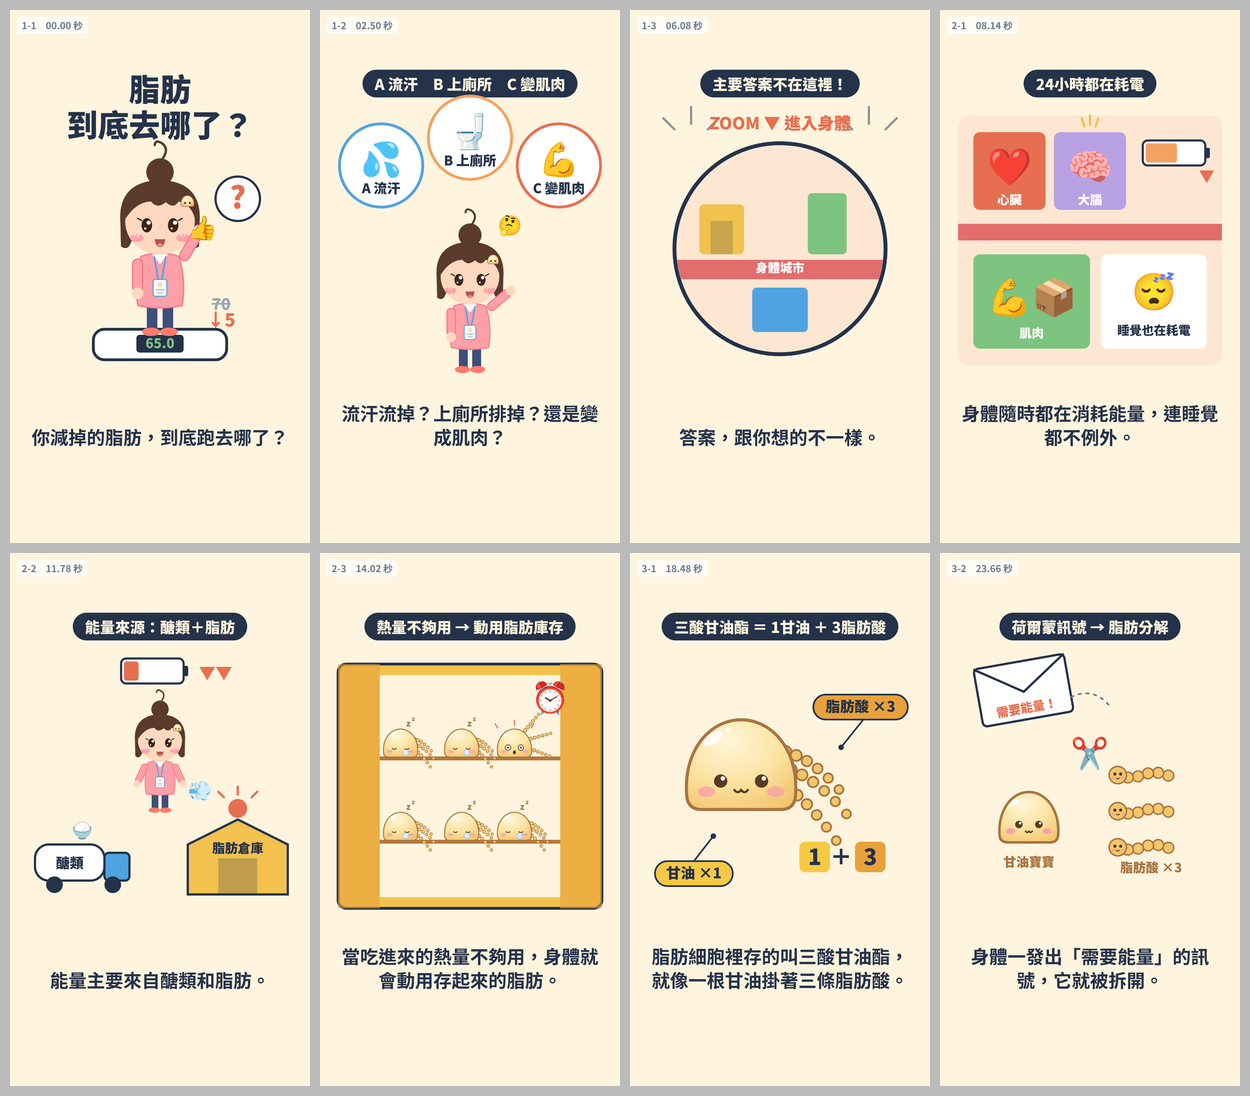 1-1 00.00 秒
脂肪
到底去哪了？
?
70
↓5
65.0
你減掉的脂肪，到底跑去哪了？
1-2 02.50 秒
A 流汗 B 上廁所 C 變肌肉
A 流汗
B 上廁所
C 變肌肉
流汗流掉？上廁所排掉？還是變
成肌肉？
1-3 06.08 秒
主要答案不在這裡！
ZOOM ▼ 進入身體
身體城市
答案，跟你想的不一樣。
2-1 08.14 秒
24小時都在耗電
心臟
大腦
肌肉
睡覺也在耗電
身體隨時都在消耗能量，連睡覺
都不例外。
2-2 11.78 秒
能量來源：醣類＋脂肪
醣類
脂肪倉庫
能量主要來自醣類和脂肪。
2-3 14.02 秒
熱量不夠用 → 動用脂肪庫存
z z
z z
z z
z z
z z
當吃進來的熱量不夠用，身體就
會動用存起來的脂肪。
3-1 18.48 秒
三酸甘油酯 ＝ 1甘油 ＋ 3脂肪酸
脂肪酸 ×3
甘油 ×1
1 + 3
脂肪細胞裡存的叫三酸甘油酯，
就像一根甘油掛著三條脂肪酸。
3-2 23.66 秒
荷爾蒙訊號 → 脂肪分解
需要能量！
甘油寶寶
脂肪酸 ×3
身體一發出「需要能量」的訊
號，它就被拆開。